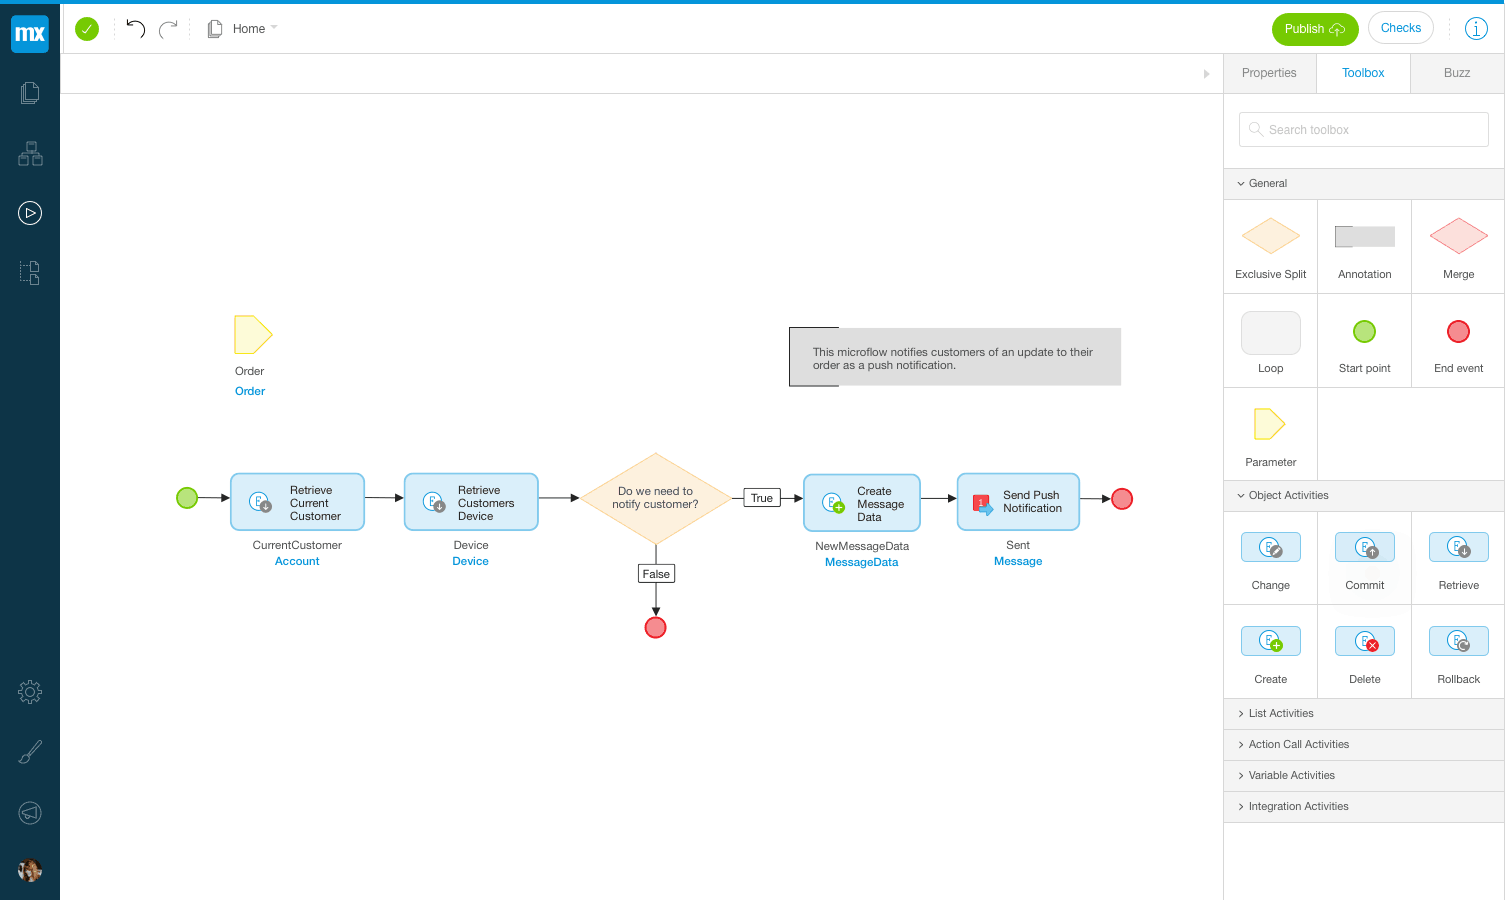 mx
Home
Publish
Checks
Properties
Toolbox
Buzz
Search toolbox
General
Exclusive Split
Annotation
Merge
Loop
Start point
End event
Parameter
Object Activities
Change
Commit
Retrieve
Create
Delete
Rollback
List Activities
Action Call Activities
Variable Activities
Integration Activities
Order
Order
This microflow notifies customers of an update to their
order as a push notification.
Retrieve
Current
Customer
CurrentCustomer
Account
Retrieve
Customers
Device
Device
Device
Do we need to
notify customer?
True
False
Create
Message
Data
NewMessageData
MessageData
Send Push
Notification
Sent
Message